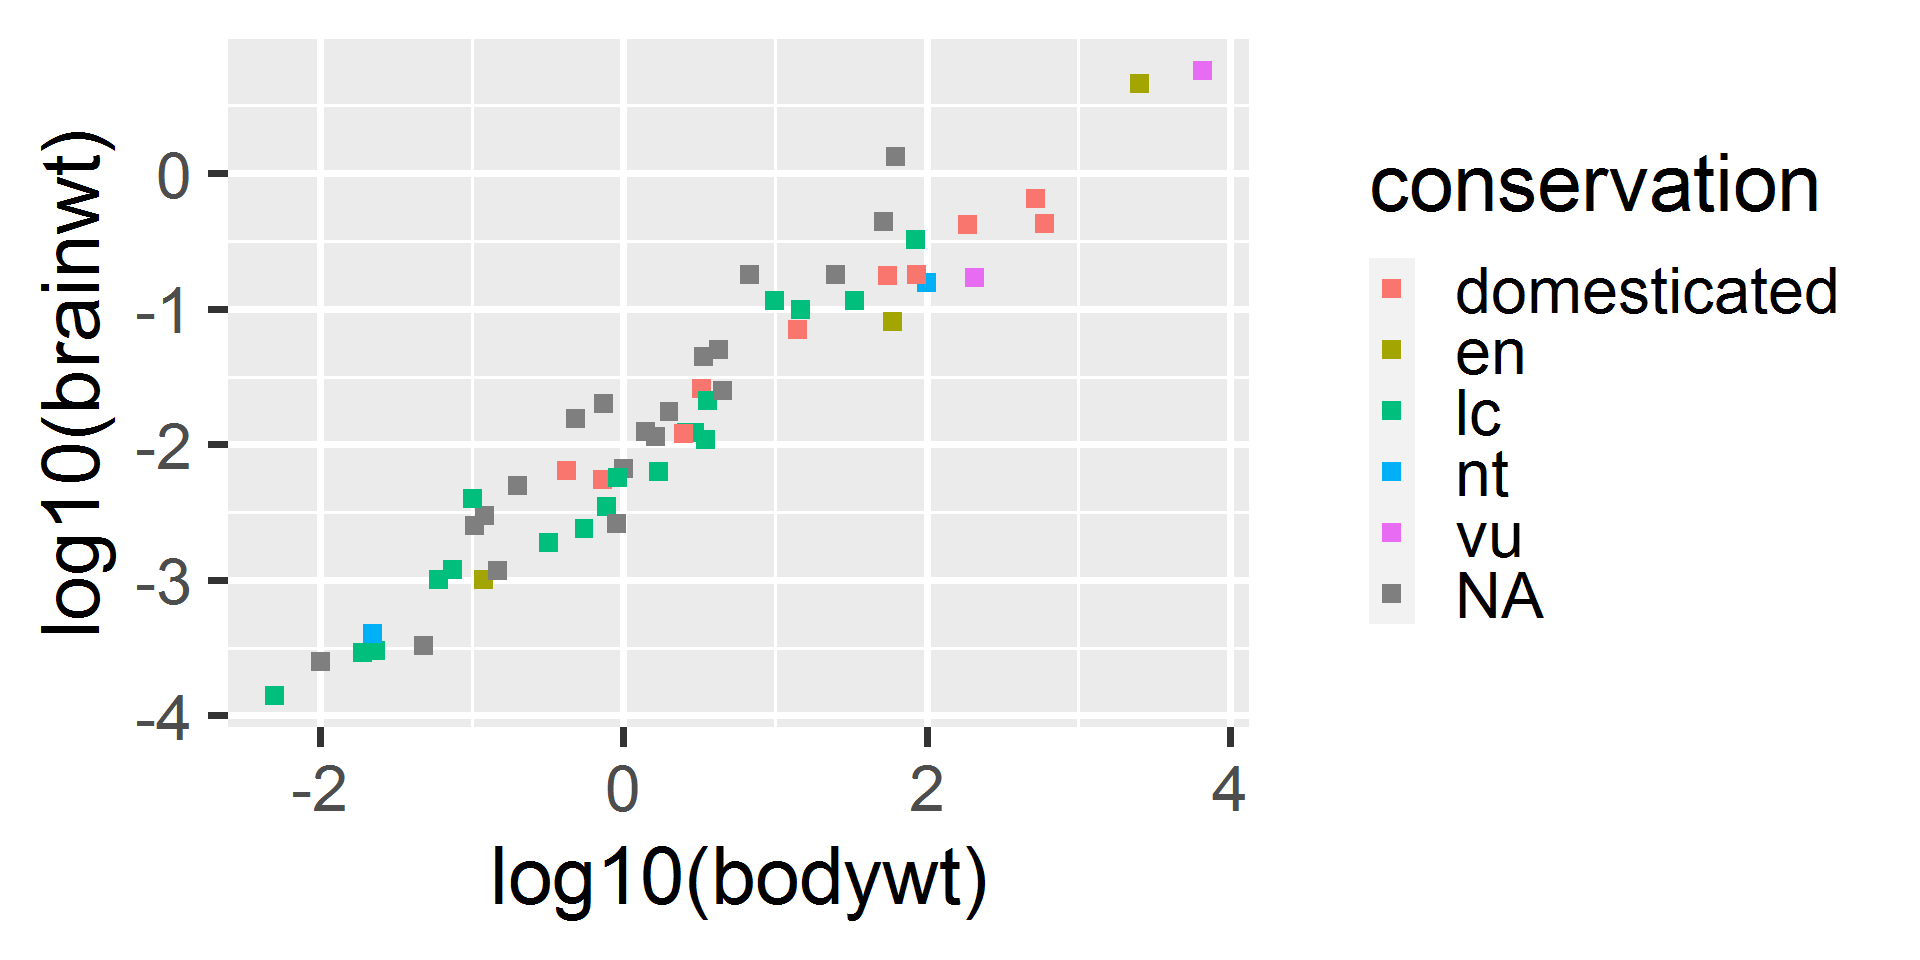 log10(brainwt)
0
-1
-2
-3
-4
-2
0
2
4
log10(bodywt)
conservation
domesticated
en
lc
nt
vu
NA